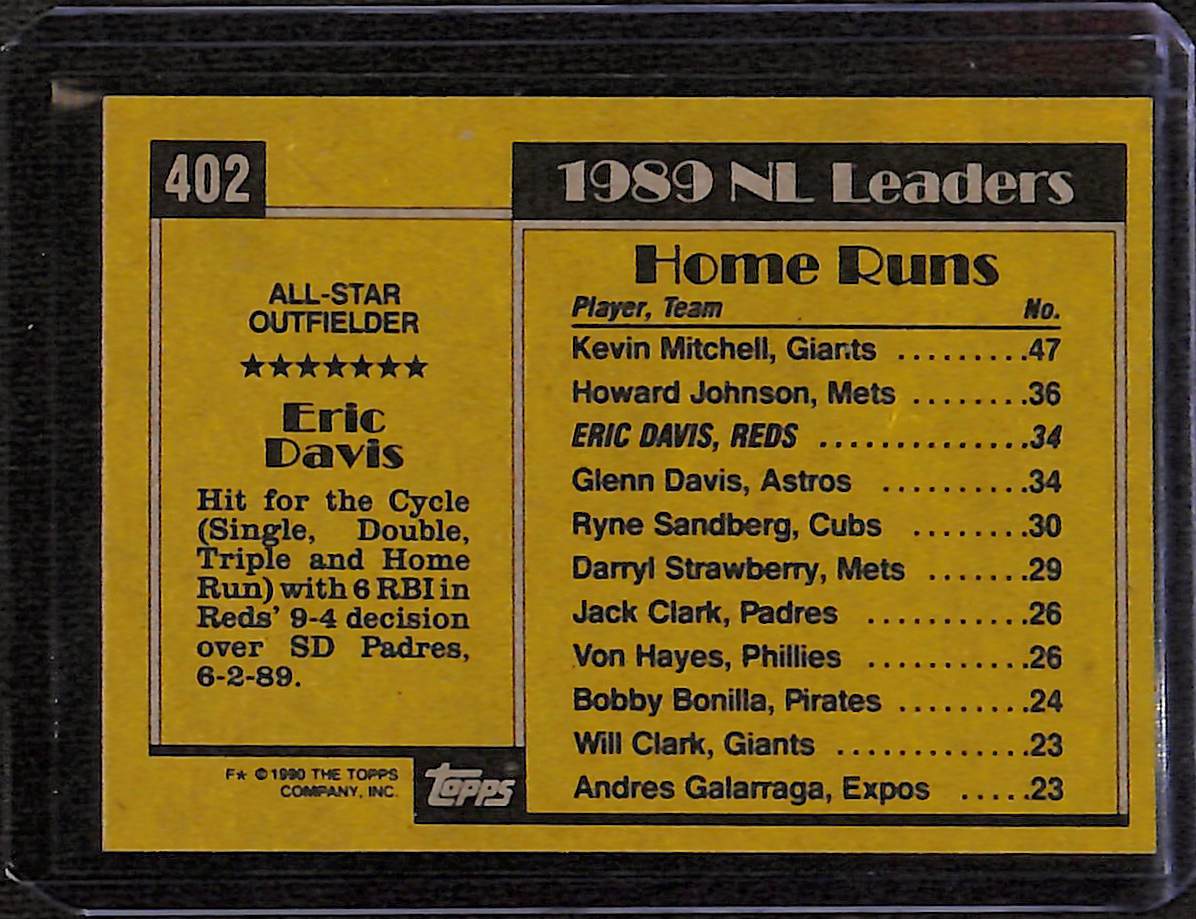 402
ALL-STAR
OUTFIELDER
★★★★★★★
Eric
Davis
Hit for the Cycle
(Single, Double,
Triple and Home
Run) with 6 RBI in
Reds' 9-4 decision
over SD Padres,
6-2-89.
F★ ©1990 THE TOPPS
COMPANY, INC.
topps
1989 NL Leaders
Home Runs
Player, Team No.
Kevin Mitchell, Giants .........47
Howard Johnson, Mets ........36
ERIC DAVIS, REDS ..............34
Glenn Davis, Astros ..........34
Ryne Sandberg, Cubs ........30
Darryl Strawberry, Mets .......29
Jack Clark, Padres ...........26
Von Hayes, Phillies ...........26
Bobby Bonilla, Pirates .........24
Will Clark, Giants .............23
Andres Galarraga, Expos .....23